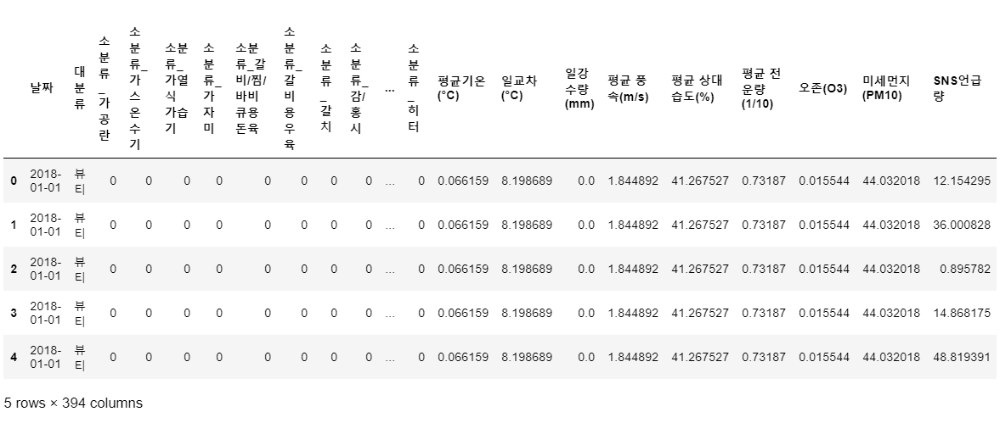 날짜
대
분
류
소
분
류
_
가
공
란
소
분
류_
가
스
온
수
기
소분
류_
가열
식
가습
기
소
분
류_
가
자
미
소분
류_갈
비/찜/
바비
큐용
돈육
소
분
류_
갈
비
용
우
육
소
분
류
_
갈
치
소
분
류_
감/
홍
시
...
소
분
류
_
히
터
평균기온
(°C)
일교차
(°C)
일강
수량
(mm)
평균 풍
속(m/s)
평균 상대
습도(%)
평균 전
운량
(1/10)
오존(O3)
미세먼지
(PM10)
SNS언급
량
0 2018-01-01 뷰티 0 0 0 0 0 0 0 0 ... 0 0.066159 8.198689 0.0 1.844892 41.267527 0.73187 0.015544 44.032018 12.154295
1 2018-01-01 뷰티 0 0 0 0 0 0 0 0 ... 0 0.066159 8.198689 0.0 1.844892 41.267527 0.73187 0.015544 44.032018 36.000828
2 2018-01-01 뷰티 0 0 0 0 0 0 0 0 ... 0 0.066159 8.198689 0.0 1.844892 41.267527 0.73187 0.015544 44.032018 0.895782
3 2018-01-01 뷰티 0 0 0 0 0 0 0 0 ... 0 0.066159 8.198689 0.0 1.844892 41.267527 0.73187 0.015544 44.032018 14.868175
4 2018-01-01 뷰티 0 0 0 0 0 0 0 0 ... 0 0.066159 8.198689 0.0 1.844892 41.267527 0.73187 0.015544 44.032018 48.819391
5 rows × 394 columns